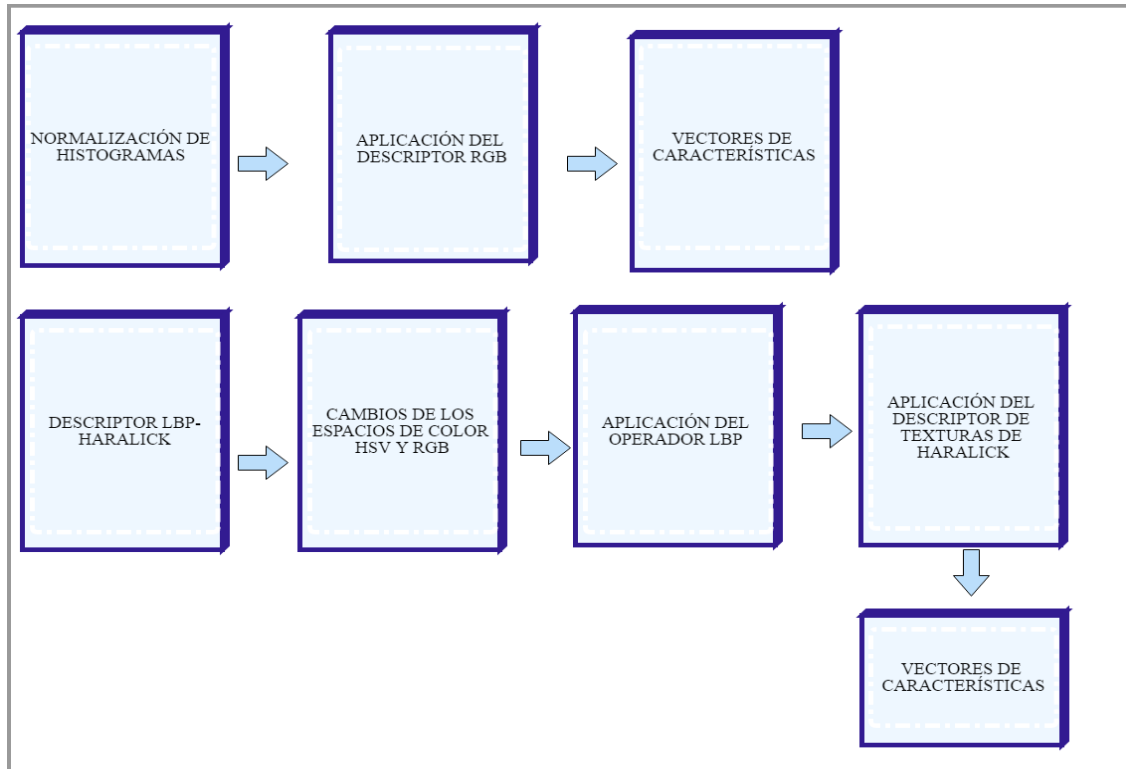 NORMALIZACIÓN DE
HISTOGRAMAS
APLICACIÓN DEL
DESCRIPTOR RGB
VECTORES DE
CARACTERÍSTICAS
DESCRIPTOR LBP-
HARALICK
CAMBIOS DE LOS
ESPACIOS DE COLOR
HSV Y RGB
APLICACIÓN DEL
OPERADOR LBP
APLICACIÓN DEL
DESCRIPTOR DE
TEXTURAS DE
HARALICK
VECTORES DE
CARACTERÍSTICAS